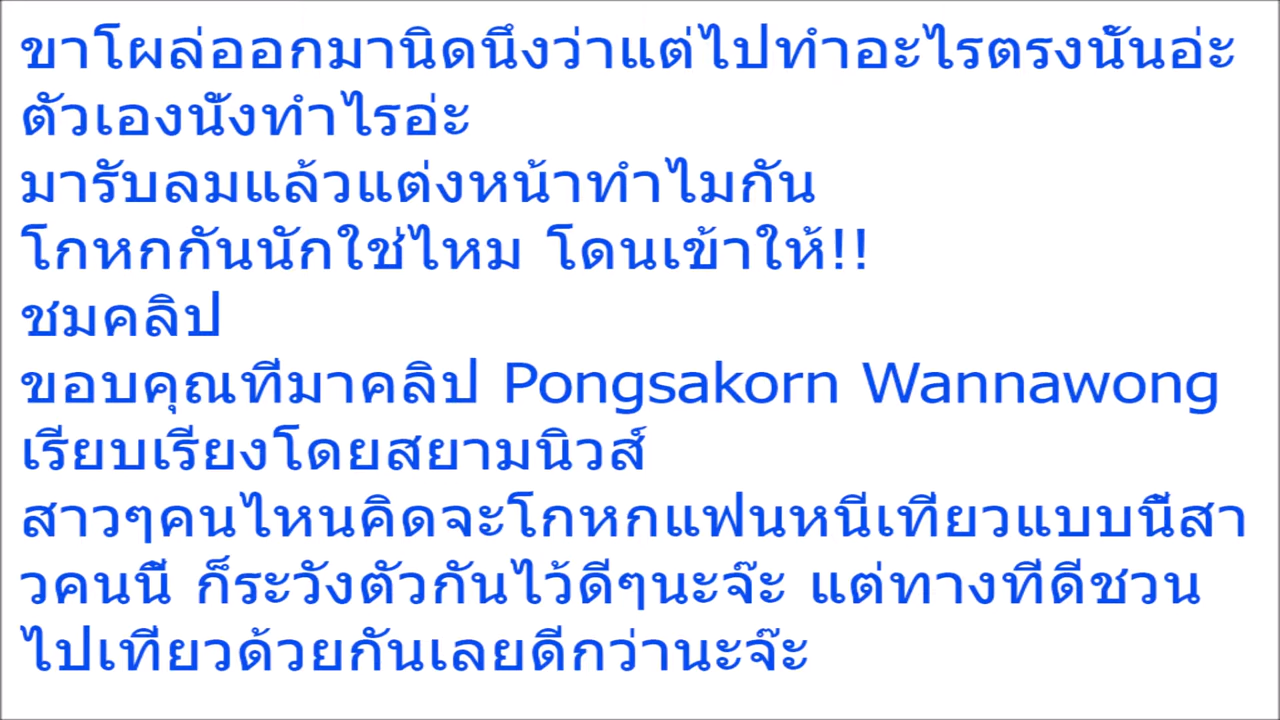 ขาโผล่ออกมานิดนึงว่าแต่ไปทำอะไรตรงนั้นอ่ะ
ตัวเองนั่งทำไรอ่ะ
มารับลมแล้วแต่งหน้าทำไมกัน
โกหกกันนักใช่ไหม โดนเข้าให้!!
ชมคลิป
ขอบคุณที่มาคลิป Pongsakorn Wannawong
เรียบเรียงโดยสยามนิวส์
สาวๆคนไหนคิดจะโกหกแฟนหนีเที่ยวแบบนี้สา
วคนนี้ ก็ระวังตัวกันไว้ดีๆนะจ๊ะ แต่ทางที่ดีชวน
ไปเที่ยวด้วยกันเลยดีกว่านะจ๊ะ